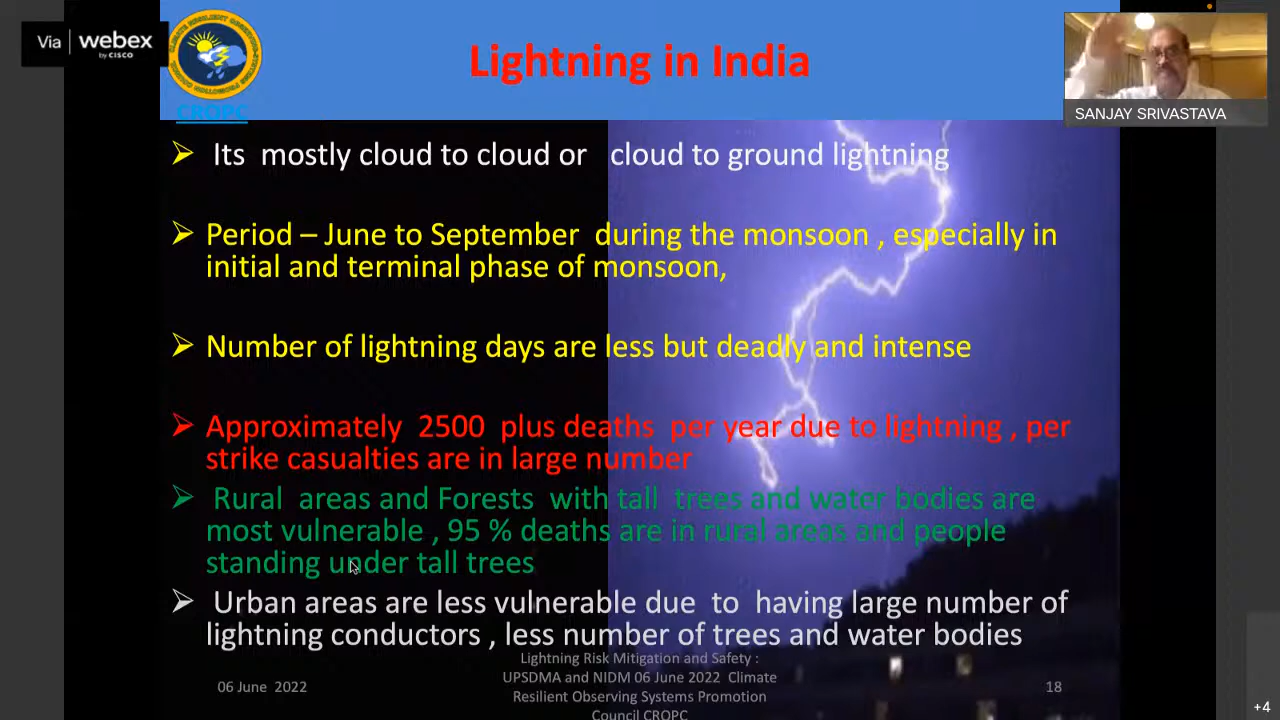 Via webex
by CISCO
CROPC
Lightning in India
SANJAY SRIVASTAVA
Its mostly cloud to cloud or cloud to ground lightning
Period – June to September during the monsoon , especially in
initial and terminal phase of monsoon,
Number of lightning days are less but deadly and intense
Approximately 2500 plus deaths per year due to lightning , per
strike casualties are in large number
Rural areas and Forests with tall trees and water bodies are
most vulnerable , 95 % deaths are in rural areas and people
standing under tall trees
Urban areas are less vulnerable due to having large number of
lightning conductors , less number of trees and water bodies
06 June 2022
Lightning Risk Mitigation and Safety :
UPSDMA and NIDM 06 June 2022 Climate
Resilient Observing Systems Promotion
Council CROPC
18
+4